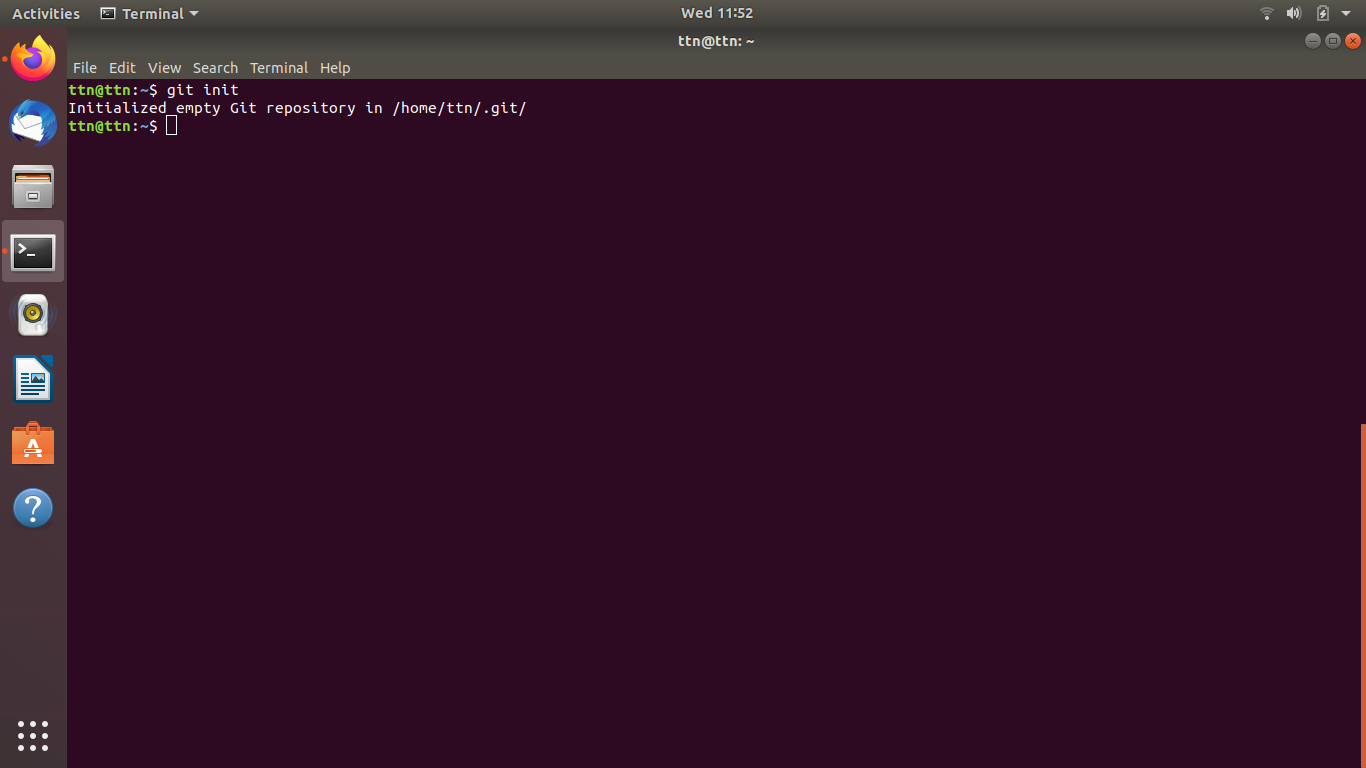 Activities Terminal Wed 11:52
ttn@ttn: ~
File Edit View Search Terminal Help
ttn@ttn:~$ git init
Initialized empty Git repository in /home/ttn/.git/
ttn@ttn:~$